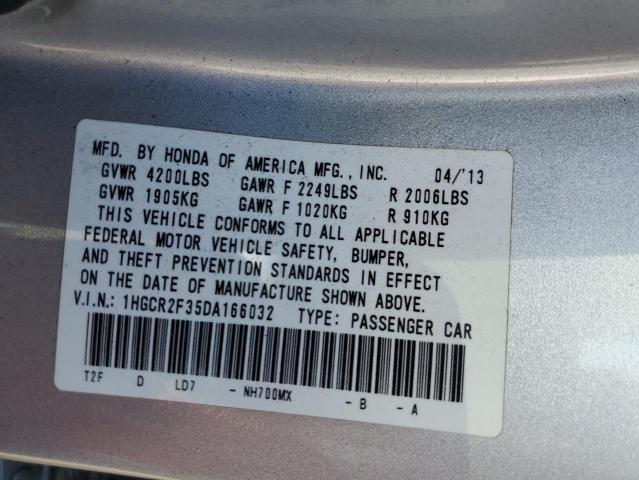 MFD. BY HONDA OF AMERICA MFG., INC. 04/'13
GVWR 4200LBS GAWR F 2249LBS R 2006LBS
GVWR 1905KG GAWR F 1020KG R 910KG
THIS VEHICLE CONFORMS TO ALL APPLICABLE
FEDERAL MOTOR VEHICLE SAFETY, BUMPER,
AND THEFT PREVENTION STANDARDS IN EFFECT
ON THE DATE OF MANUFACTURE SHOWN ABOVE.
V.I.N.: 1HGCR2F35DA166032 TYPE: PASSENGER CAR
T2F D LD7 - NH700MX - B - A